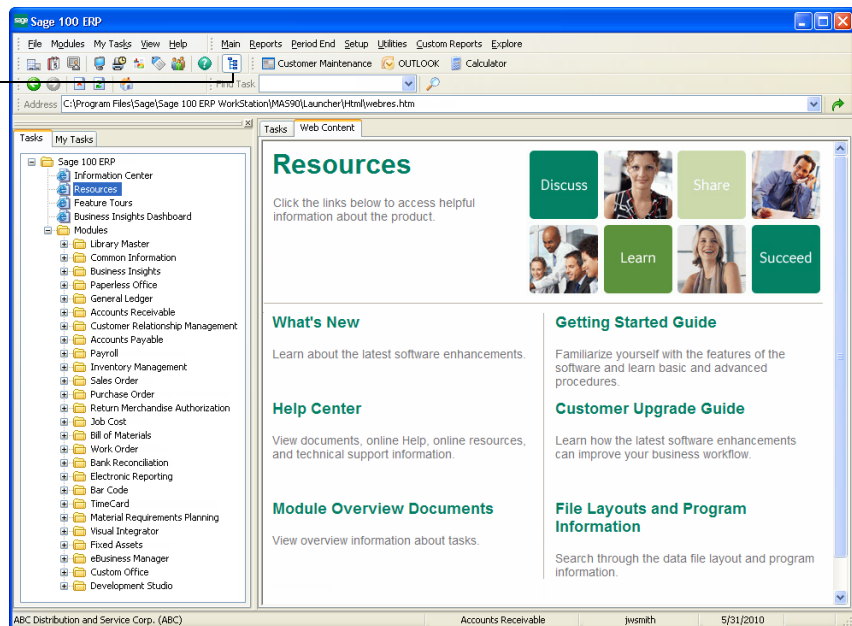 sage Sage 100 ERP
File Modules My Tasks View Help Main Reports Period End Setup Utilities Custom Reports Explore
Customer Maintenance OUTLOOK Calculator
Find Task
Address C:\Program Files\Sage\Sage 100 ERP WorkStation\MAS90\Launcher\Html\webres.htm
Tasks My Tasks
Sage 100 ERP
Information Center
Resources
Feature Tours
Business Insights Dashboard
Modules
Library Master
Common Information
Business Insights
Paperless Office
General Ledger
Accounts Receivable
Customer Relationship Management
Accounts Payable
Payroll
Inventory Management
Sales Order
Purchase Order
Return Merchandise Authorization
Job Cost
Bill of Materials
Work Order
Bank Reconciliation
Electronic Reporting
Bar Code
TimeCard
Material Requirements Planning
Visual Integrator
Fixed Assets
eBusiness Manager
Custom Office
Development Studio
Tasks Web Content
Resources
Click the links below to access helpful
information about the product.
Discuss Share
Learn Succeed
What's New
Learn about the latest software enhancements.
Getting Started Guide
Familiarize yourself with the features of the
software and learn basic and advanced
procedures.
Help Center
View documents, online Help, online resources,
and technical support information.
Customer Upgrade Guide
Learn how the latest software enhancements
can improve your business workflow.
Module Overview Documents
View overview information about tasks.
File Layouts and Program
Information
Search through the data file layout and program
information.
ABC Distribution and Service Corp. (ABC) Accounts Receivable jwsmith 5/31/2010